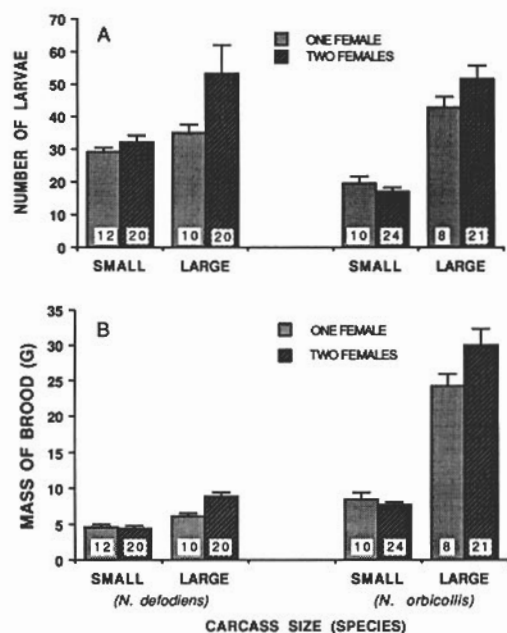 A
NUMBER OF LARVAE
70
60
50
40
30
20
10
0
ONE FEMALE
TWO FEMALES
12 20 10 20 10 24 8 21
SMALL LARGE SMALL LARGE
B
MASS OF BROOD (G)
35
30
25
20
15
10
5
0
ONE FEMALE
TWO FEMALES
12 20 10 20 10 24 8 21
SMALL LARGE SMALL LARGE
(N. defodiens) (N. orbicollis)
CARCASS SIZE (SPECIES)